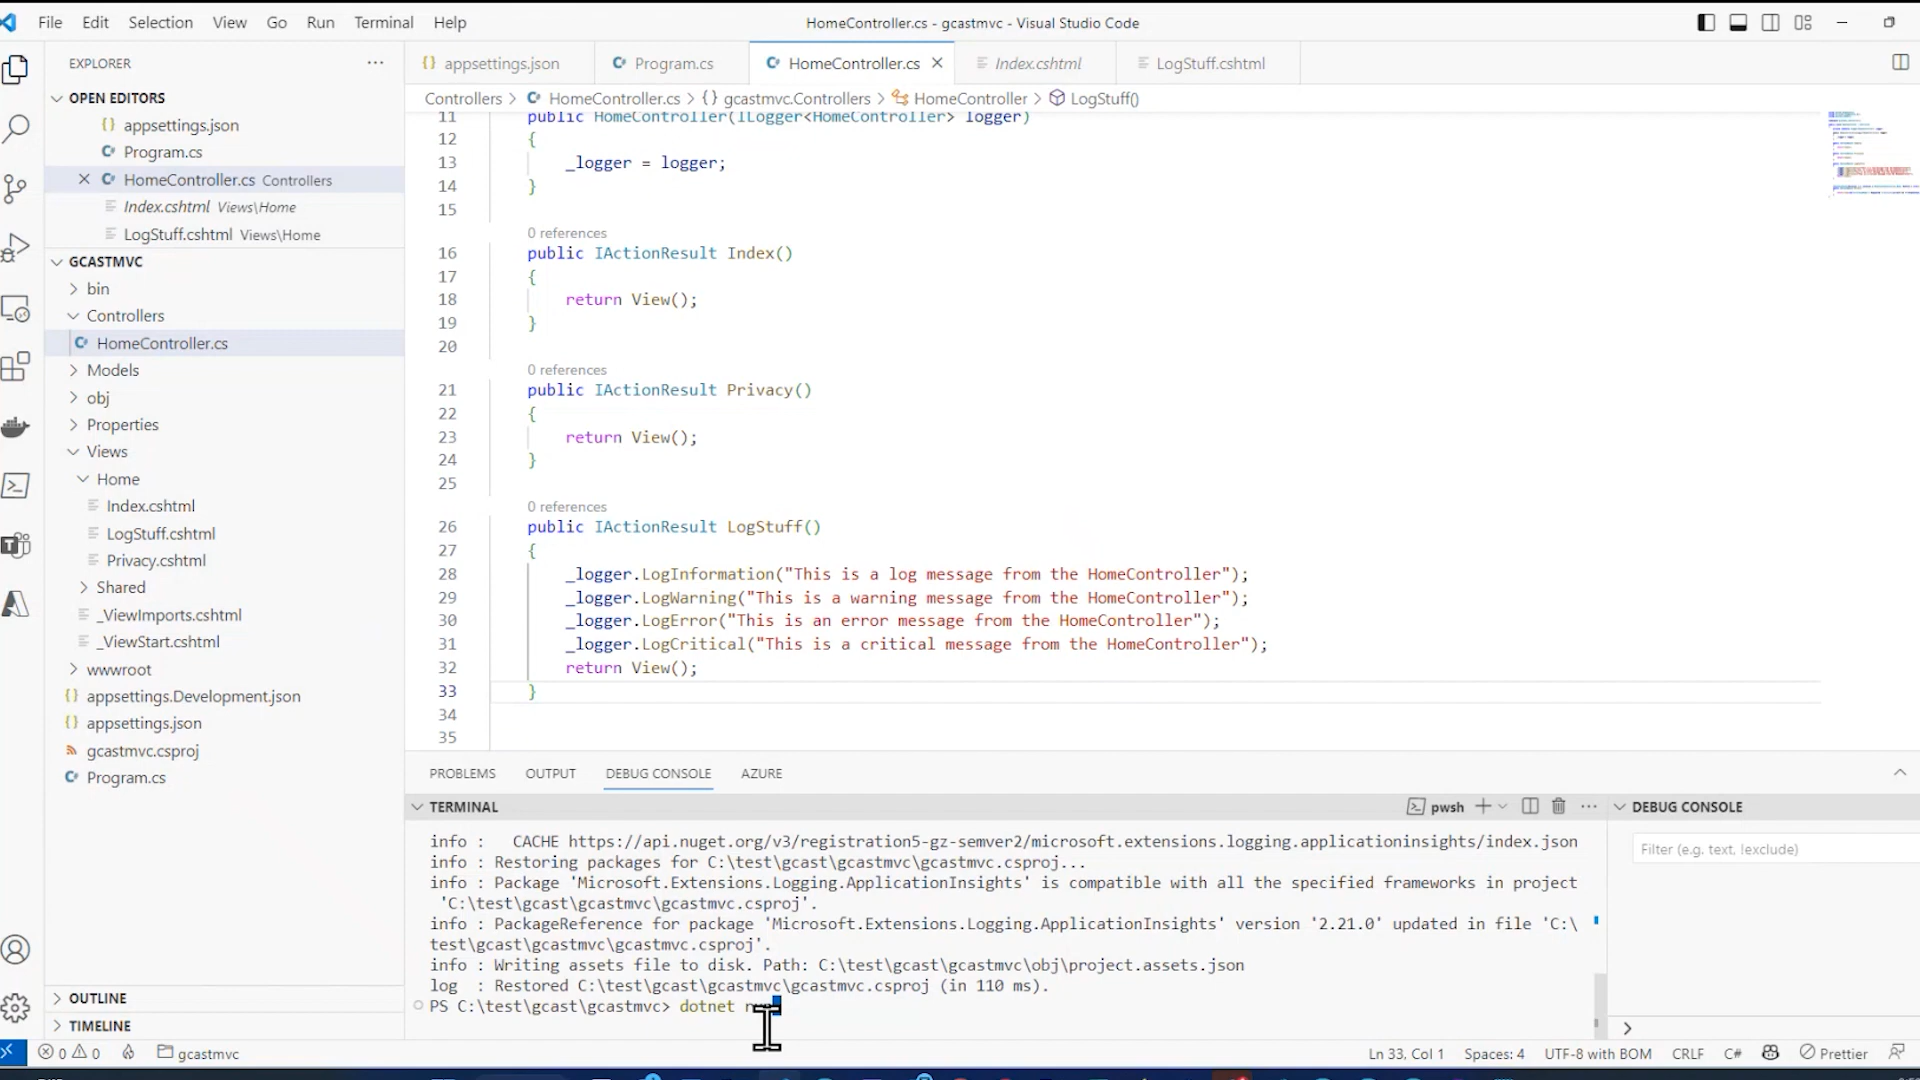 File Edit Selection View Go Run Terminal Help
HomeController.cs - gcastmvc - Visual Studio Code
EXPLORER
OPEN EDITORS
appsettings.json
Program.cs
HomeController.cs Controllers
Index.cshtml Views\Home
LogStuff.cshtml Views\Home
GCASTMVC
bin
Controllers
HomeController.cs
Models
obj
Properties
Views
Home
Index.cshtml
LogStuff.cshtml
Privacy.cshtml
Shared
_ViewImports.cshtml
_ViewStart.cshtml
wwwroot
appsettings.Development.json
appsettings.json
gcastmvc.csproj
Program.cs
OUTLINE
TIMELINE
appsettings.json Program.cs HomeController.cs Index.cshtml LogStuff.cshtml
Controllers > HomeController.cs > {} gcastmvc.Controllers > HomeController > LogStuff()
11 public HomeController(ILogger<HomeController> logger)
12 {
13 _logger = logger;
14 }
15
0 references
16 public IActionResult Index()
17 {
18 return View();
19 }
20
0 references
21 public IActionResult Privacy()
22 {
23 return View();
24 }
25
0 references
26 public IActionResult LogStuff()
27 {
28 _logger.LogInformation("This is a log message from the HomeController");
29 _logger.LogWarning("This is a warning message from the HomeController");
30 _logger.LogError("This is an error message from the HomeController");
31 _logger.LogCritical("This is a critical message from the HomeController");
32 return View();
33 }
34
35
PROBLEMS OUTPUT DEBUG CONSOLE AZURE
TERMINAL pwsh
info : CACHE https://api.nuget.org/v3/registration5-gz-semver2/microsoft.extensions.logging.applicationinsights/index.json
info : Restoring packages for C:\test\gcast\gcastmvc\gcastmvc.csproj...
info : Package 'Microsoft.Extensions.Logging.ApplicationInsights' is compatible with all the specified frameworks in project
'C:\test\gcast\gcastmvc\gcastmvc.csproj'.
info : PackageReference for package 'Microsoft.Extensions.Logging.ApplicationInsights' version '2.21.0' updated in file 'C:\
test\gcast\gcastmvc\gcastmvc.csproj'.
info : Writing assets file to disk. Path: C:\test\gcast\gcastmvc\obj\project.assets.json
log : Restored C:\test\gcast\gcastmvc\gcastmvc.csproj (in 110 ms).
PS C:\test\gcast\gcastmvc> dotnet
DEBUG CONSOLE
Filter (e.g. text, !exclude)
0 0 gcastmvc
Ln 33, Col 1 Spaces: 4 UTF-8 with BOM CRLF C# Prettier